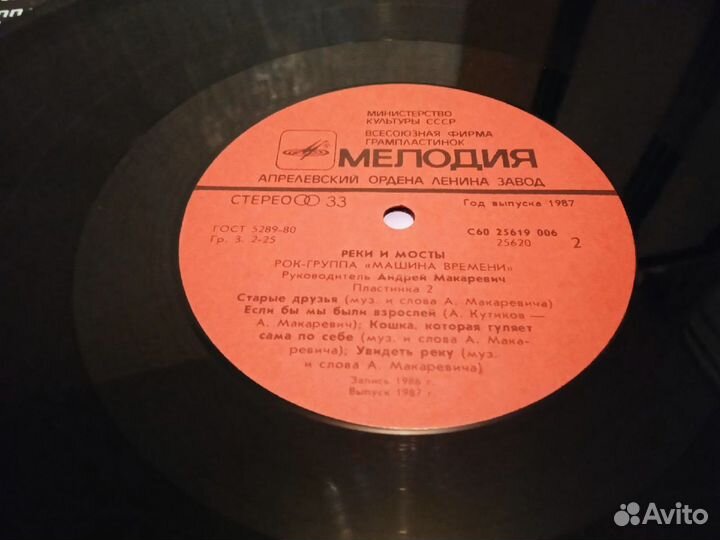 МИНИСТЕРСТВО
КУЛЬТУРЫ СССР
ВСЕСОЮЗНАЯ ФИРМА
ГРАМПЛАСТИНОК
МЕЛОДИЯ
АПРЕЛЕВСКИЙ ОРДЕНА ЛЕНИНА ЗАВОД
СТЕРЕО 33
Год выпуска 1987
ГОСТ 5289-80
Гр. 3. 2-25
С60 25619 006
25620 2
РЕКИ И МОСТЫ
РОК-ГРУППА «МАШИНА ВРЕМЕНИ»
Руководитель Андрей Макаревич
Пластинка 2
Старые друзья (муз. и слова А. Макаревича)
Если бы мы были взрослей (А. Кутиков —
А. Макаревич); Кошка, которая гуляет
сама по себе (муз. и слова А. Мака-
ревича); Увидеть реку (муз.
и слова А. Макаревича)
Запись 1986 г.
Выпуск 1987 г.
Avito